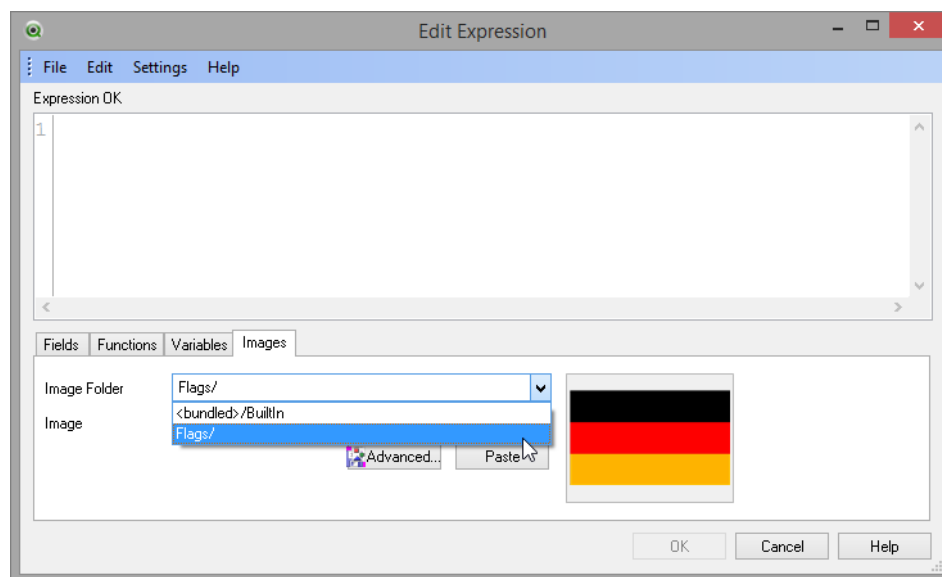 Edit Expression
File Edit Settings Help
Expression OK
1
Fields Functions Variables Images
Image Folder Flags/
<bundled>/BuiltIn
Image
Flags/
Advanced... Paste
OK Cancel Help